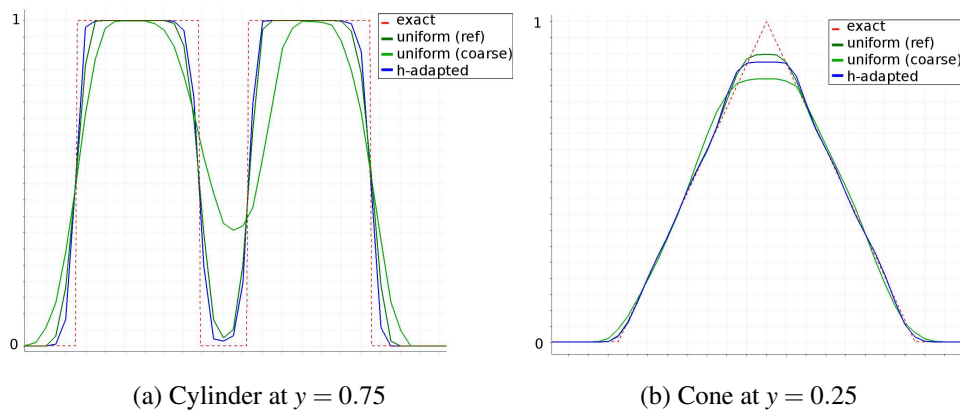 1
0
exact
uniform (ref)
uniform (coarse)
h-adapted
(a) Cylinder at y = 0.75
1
0
exact
uniform (ref)
uniform (coarse)
h-adapted
(b) Cone at y = 0.25